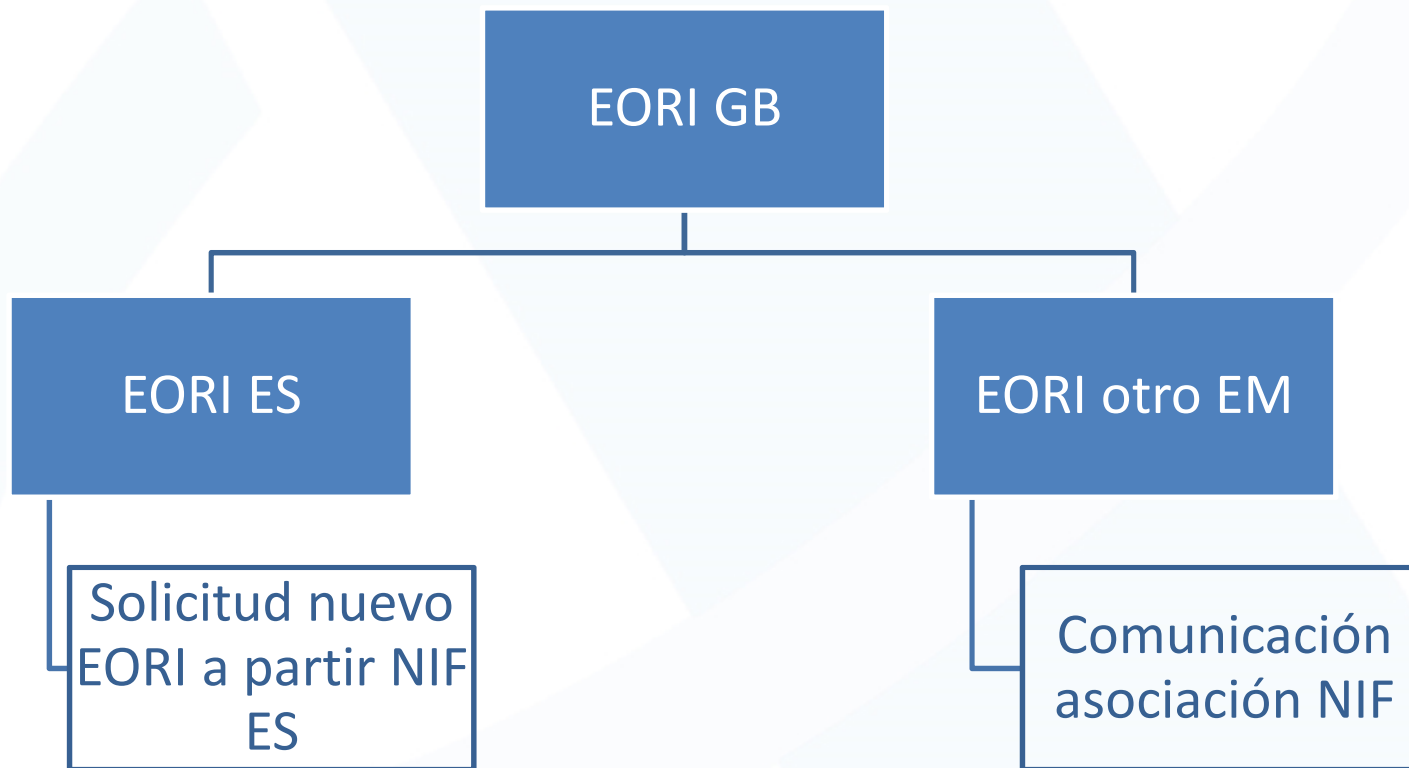 EORI GB
EORI ES
EORI otro EM
Solicitud nuevo
EORI a partir NIF
ES
Comunicación
asociación NIF